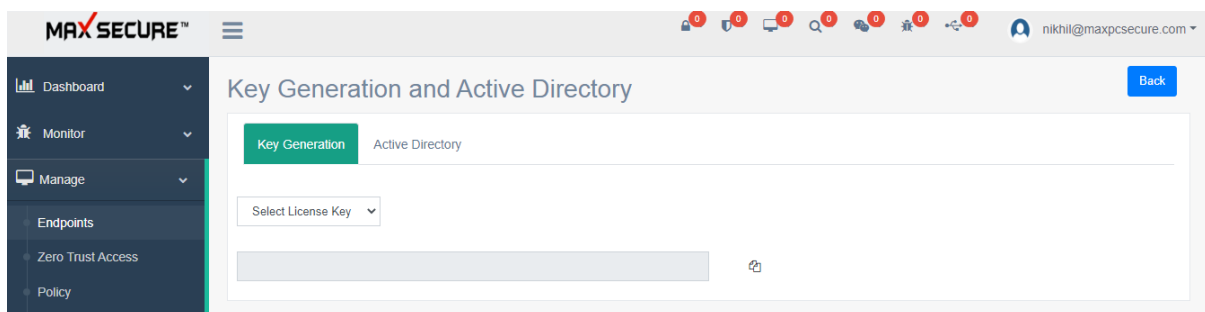 MAX SECURE™
0 0 0 0 0 0 0
nikhil@maxpcsecure.com
Dashboard
Monitor
Manage
Endpoints
Zero Trust Access
Policy
Key Generation and Active Directory
Back
Key Generation Active Directory
Select License Key